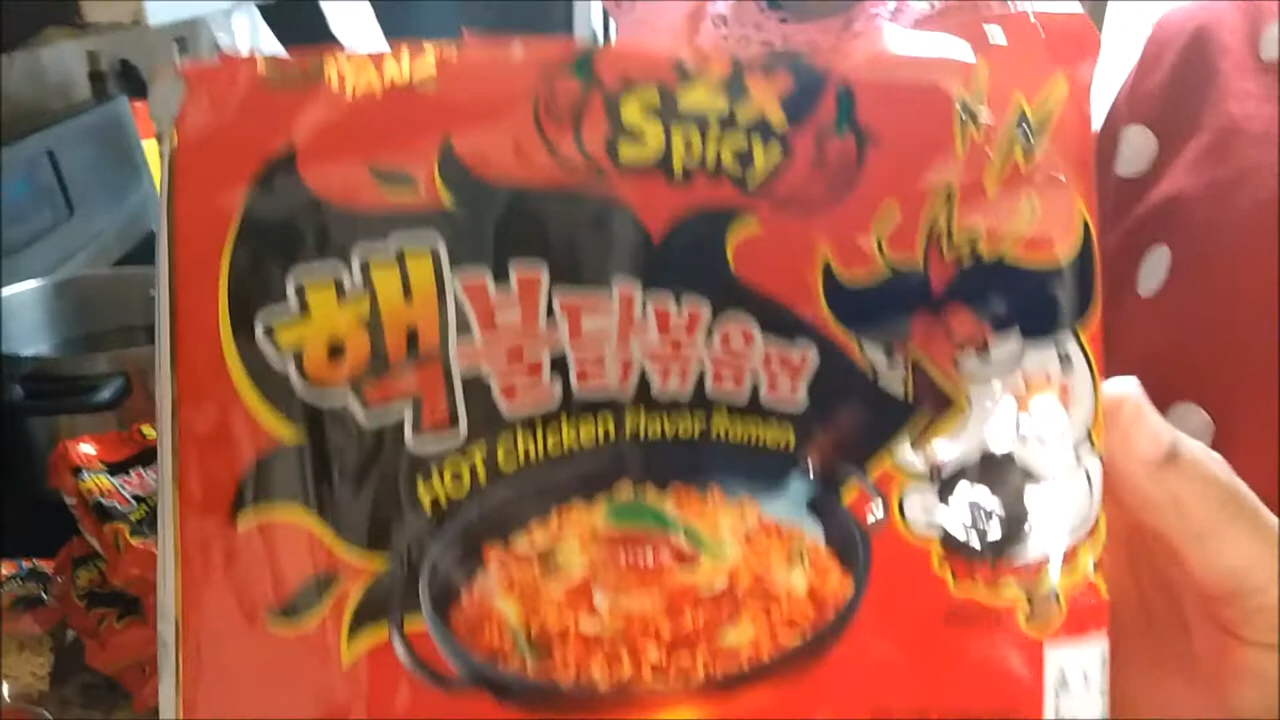 Spicy
핵불닭볶음면
HOT Chicken Flavor Ramen